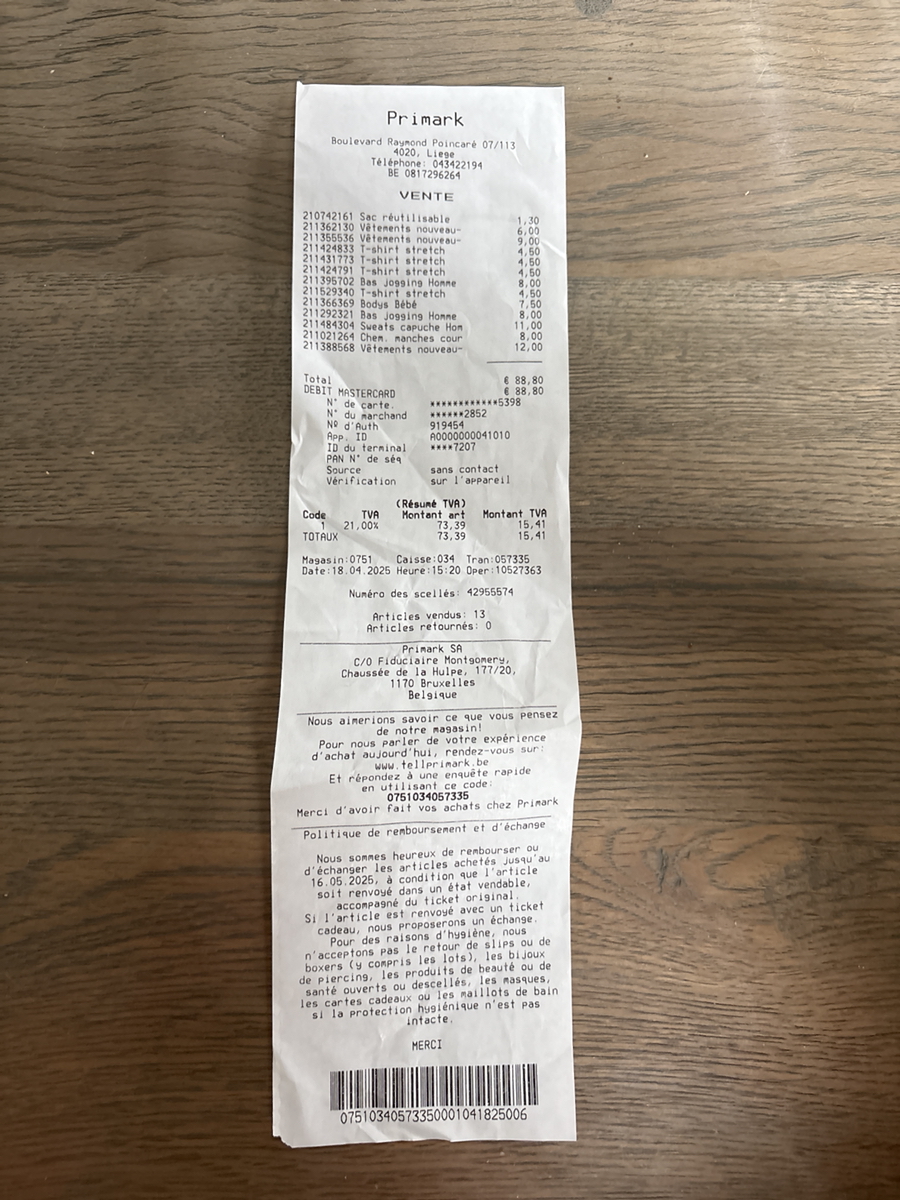 Primark
Boulevard Raymond Poincaré 07/113
4020, Liege
Téléphone: 043422194
BE 0817296264
VENTE
210742161 Sac réutilisable 1,30
211362130 Vêtements nouveau- 6,00
211355536 Vêtements nouveau- 9,00
211424833 T-shirt stretch 4,50
211431773 T-shirt stretch 4,50
211424791 T-shirt stretch 4,50
211395702 Bas jogging Homme 8,00
211529340 T-shirt stretch 4,50
211366369 Bodys Bébé 7,50
211292321 Bas jogging Homme 8,00
211484304 Sweats capuche Hom 11,00
211021264 Chem. manches cour 8,00
211388568 Vêtements nouveau- 12,00
Total € 88,80
DEBIT MASTERCARD € 88,80
N° de carte. ************5398
N° du marchand ******2852
Nº d'Auth 919454
App. ID A0000000041010
ID du terminal ****7207
PAN N° de séq
Source sans contact
Vérification sur l'appareil
(Résumé TVA)
Code TVA Montant art Montant TVA
1 21,00% 73,39 15,41
TOTAUX 73,39 15,41
Magasin:0751 Caisse:034 Tran:057335
Date:18.04.2025 Heure:15:20 Oper:10527363
Numéro des scellés: 42955574
Articles vendus: 13
Articles retournés: 0
Primark SA
C/O Fiduciaire Montgomery,
Chaussée de la Hulpe, 177/20,
1170 Bruxelles
Belgique
Nous aimerions savoir ce que vous pensez
de notre magasin!
Pour nous parler de votre expérience
d'achat aujourd'hui, rendez-vous sur:
www.tellprimark.be
Et répondez à une enquête rapide
en utilisant ce code:
0751034057335
Merci d'avoir fait vos achats chez Primark
Politique de remboursement et d'échange
Nous sommes heureux de rembourser ou
d'échanger les articles achetés jusqu'au
16.05.2025, à condition que l'article
soit renvoyé dans un état vendable,
accompagné du ticket original.
Si l'article est renvoyé avec un ticket
cadeau, nous proposerons un échange.
Pour des raisons d'hygiène, nous
n'acceptons pas le retour de slips ou de
boxers (y compris les lots), les bijoux
de piercing, les produits de beauté ou de
santé ouverts ou descellés, les masques,
les cartes cadeaux ou les maillots de bain
si la protection hygiénique n'est pas
intacte.
MERCI
07510340573350001041825006